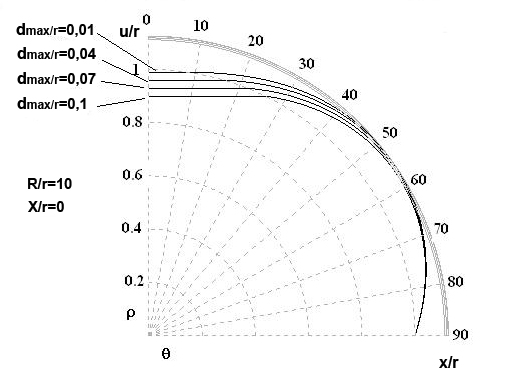 0
10
20
30
40
50
60
70
80
90
u/r
dmax/r=0,01
dmax/r=0,04
dmax/r=0,07
dmax/r=0,1
1
0.8
0.6
0.4
0.2
R/r=10
X/r=0
ρ
θ
x/r